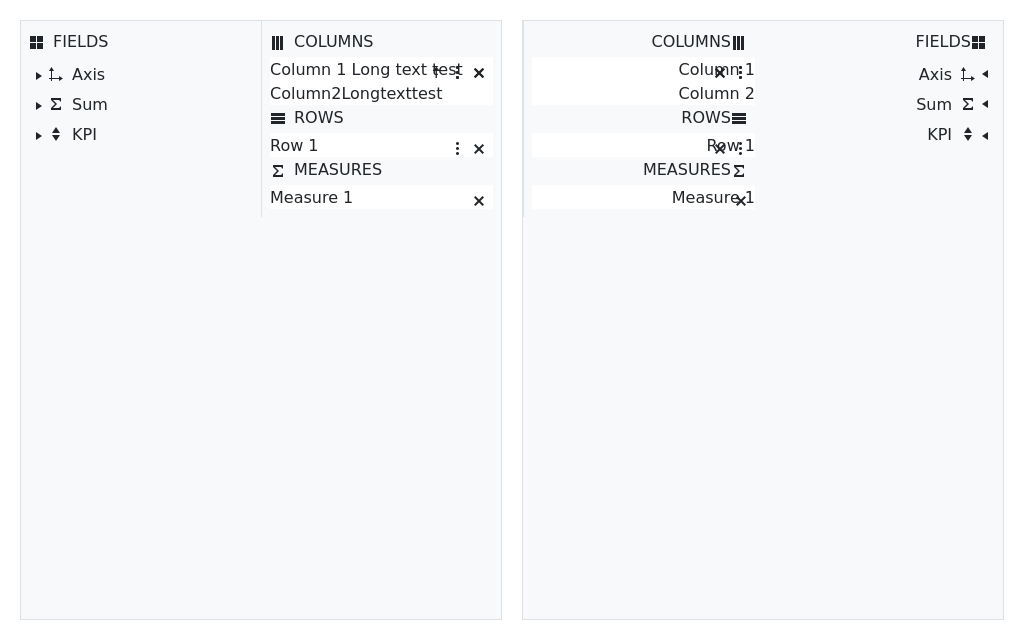 FIELDS
Axis
Sum
KPI
COLUMNS
Column 1 Long text test
Column2Longtexttest
ROWS
Row 1
MEASURES
Measure 1
COLUMNS
Column 1
Column 2
ROWS
Row 1
MEASURES
Measure 1
FIELDS
Axis
Sum
KPI